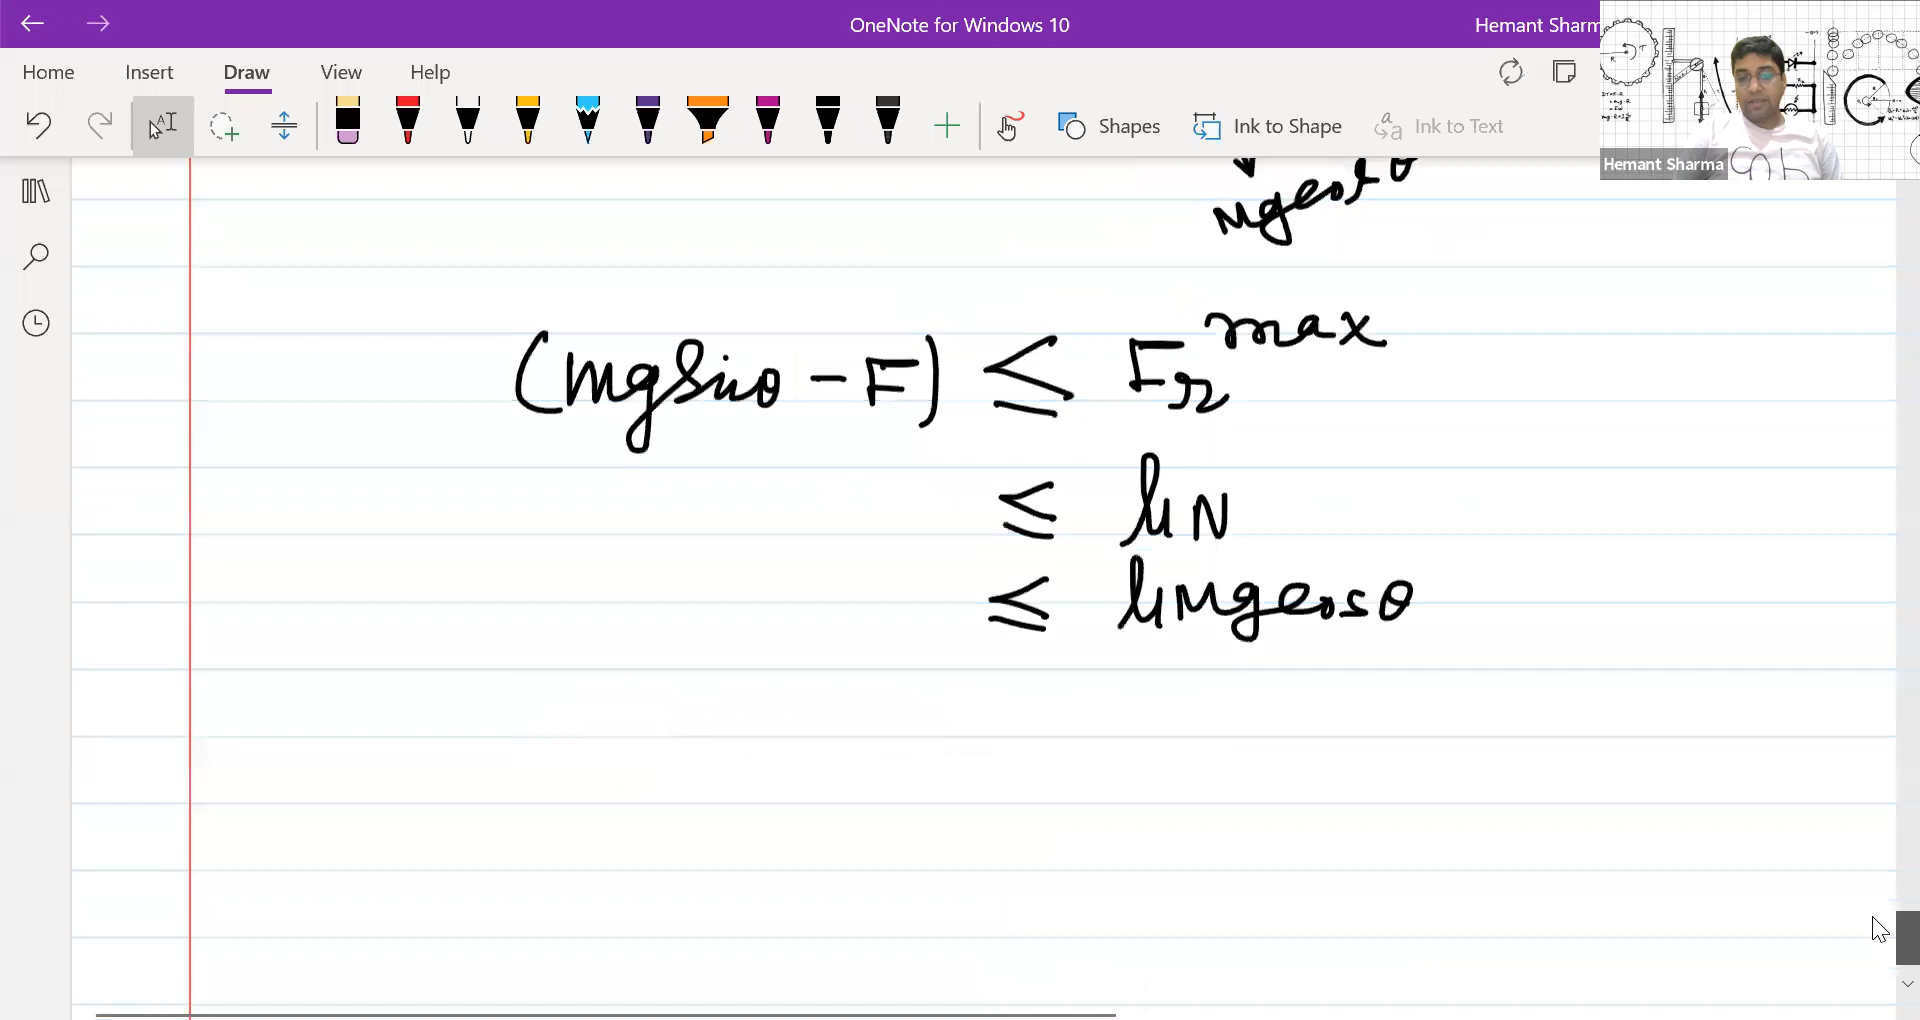 OneNote for Windows 10
Hemant Sharm
Home Insert Draw View Help
Shapes Ink to Shape Ink to Text
Hemant Sharma
Mgcosθ
(mgsinθ - F) ≤ Fr^max
≤ μN
≤ μMgcosθ